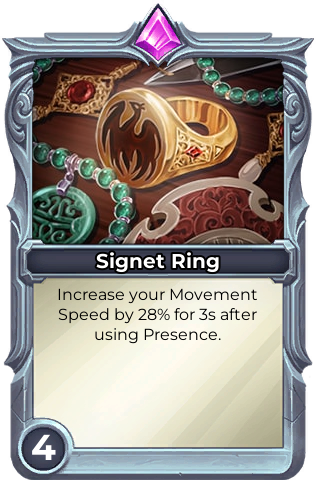 Signet Ring
Increase your Movement
Speed by 28% for 3s after
using Presence.
4